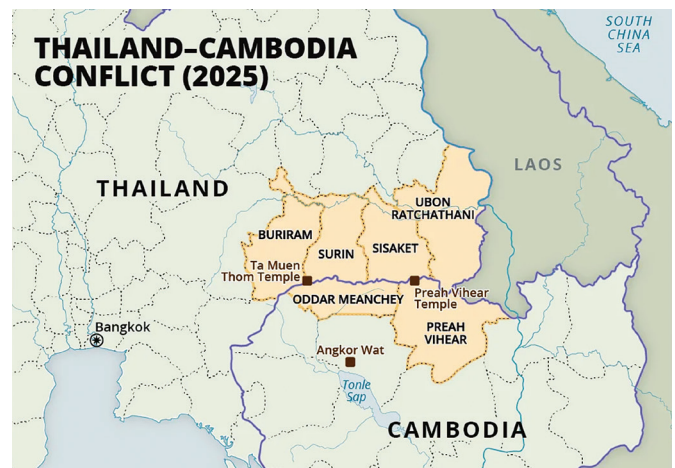 THAILAND–CAMBODIA
CONFLICT (2025)
SOUTH
CHINA
SEA
LAOS
THAILAND
UBON
RATCHATHANI
BURIRAM
SURIN
SISAKET
Ta Muen
Thom Temple
ODDAR MEANCHEY
Preah Vihear
Temple
PREAH
VIHEAR
Bangkok
Angkor Wat
Tonle
Sap
CAMBODIA